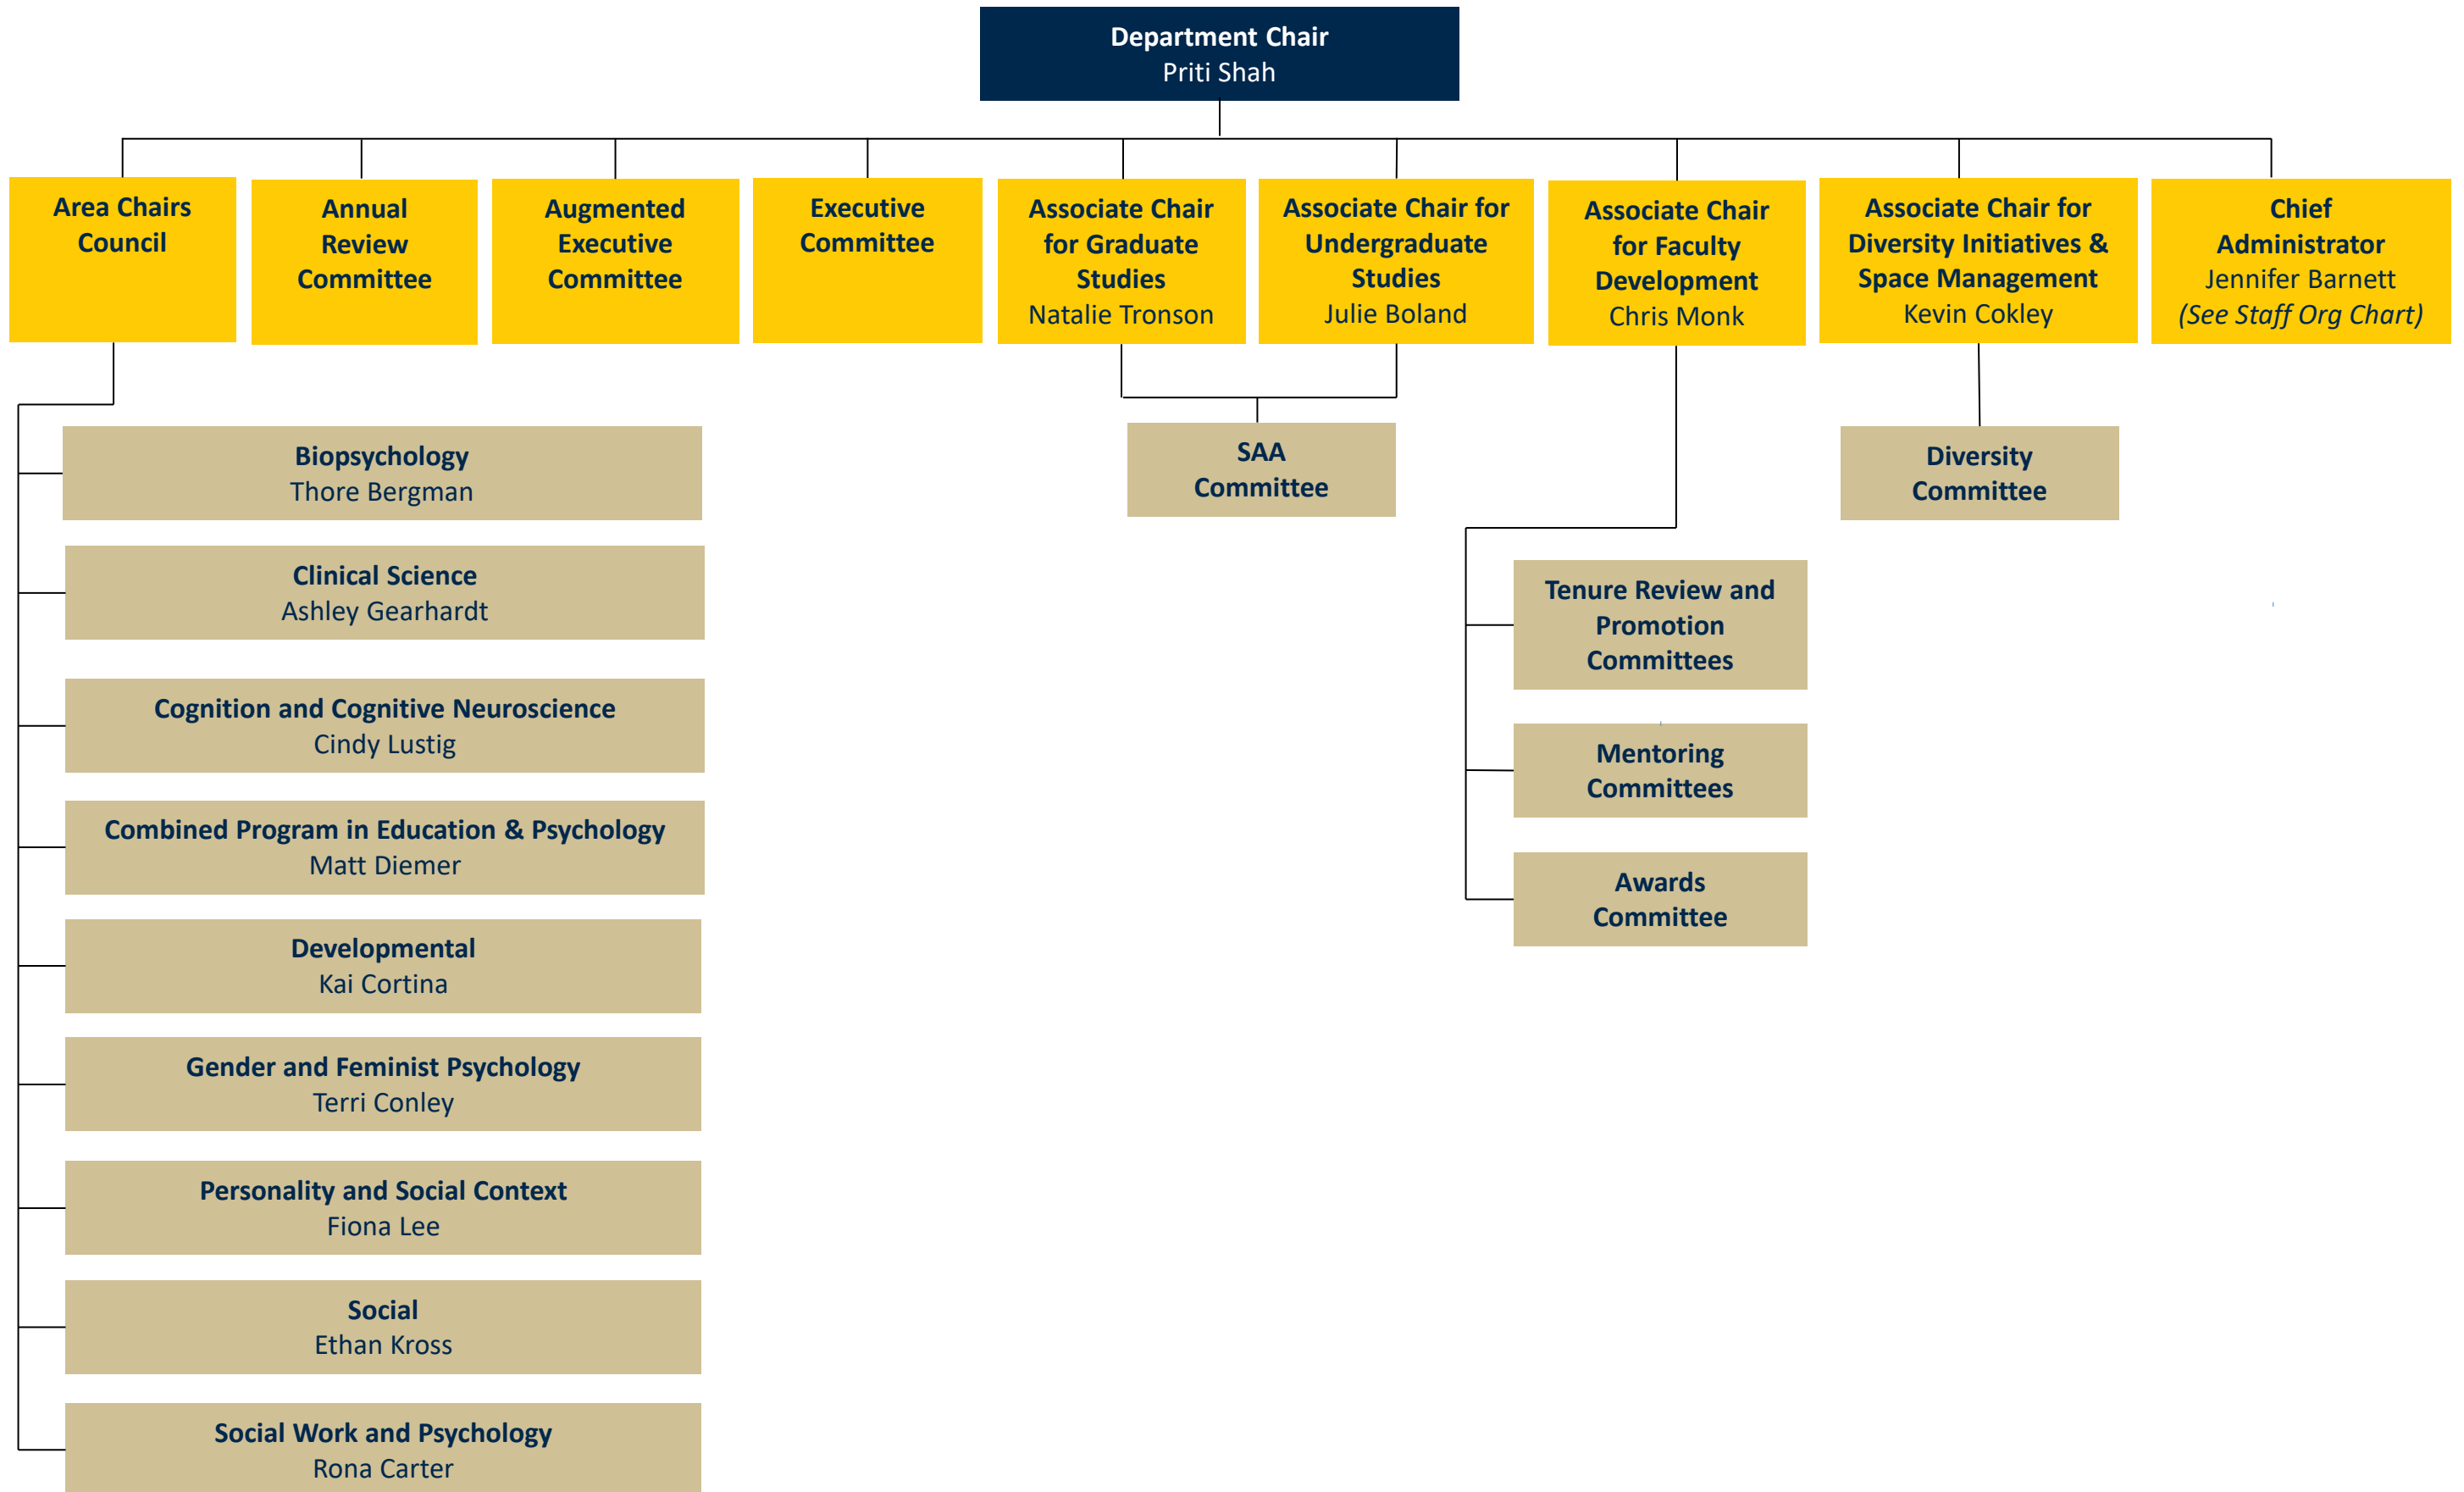 Department Chair
Priti Shah
Area Chairs
Council
Annual
Review
Committee
Augmented
Executive
Committee
Executive
Committee
Associate Chair
for Graduate
Studies
Natalie Tronson
Associate Chair for
Undergraduate
Studies
Julie Boland
Associate Chair
for Faculty
Development
Chris Monk
Associate Chair for
Diversity Initiatives &
Space Management
Kevin Cokley
Chief
Administrator
Jennifer Barnett
(See Staff Org Chart)
Biopsychology
Thore Bergman
Clinical Science
Ashley Gearhardt
Cognition and Cognitive Neuroscience
Cindy Lustig
Combined Program in Education & Psychology
Matt Diemer
Developmental
Kai Cortina
Gender and Feminist Psychology
Terri Conley
Personality and Social Context
Fiona Lee
Social
Ethan Kross
Social Work and Psychology
Rona Carter
SAA
Committee
Tenure Review and
Promotion
Committees
Mentoring
Committees
Awards
Committee
Diversity
Committee